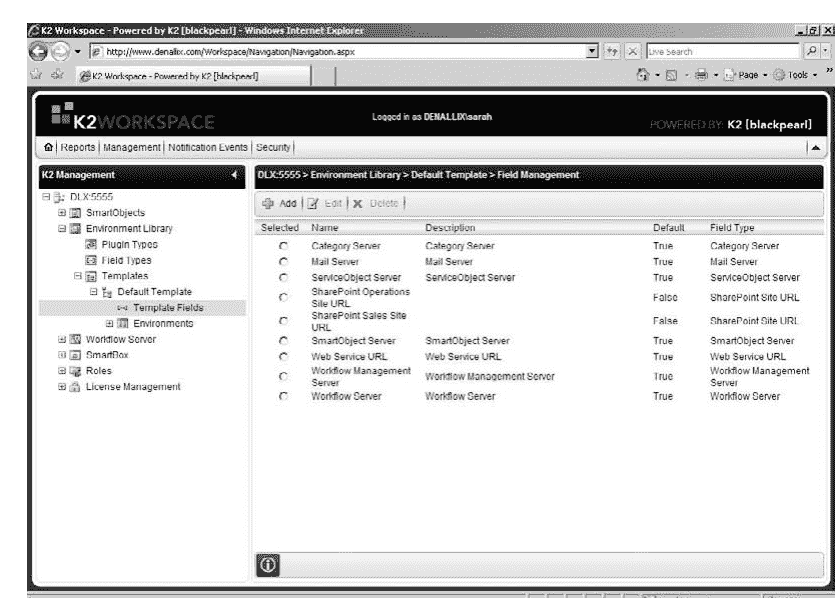 K2 Workspace - Powered by K2 [blackpearl] - Windows Internet Explorer
http://www.denallix.com/Workspace/Navigation/Navigation.aspx
Live Search
K2 Workspace - Powered by K2 [blackpearl]
Page
Tools
K2WORKSPACE
Logged in as DENALLIX\sarah
POWERED BY: K2 [blackpearl]
Reports | Management | Notification Events | Security |
K2 Management
DLX:5555 > Environment Library > Default Template > Field Management
DLX:5555
SmartObjects
Environment Library
Plugin Types
Field Types
Templates
Default Template
Template Fields
Environments
Workflow Server
SmartBox
Roles
License Management
Add | Edit | Delete |
Selected Name Description Default Field Type
Category Server Category Server True Category Server
Mail Server Mail Server True Mail Server
ServiceObject Server ServiceObject Server True ServiceObject Server
SharePoint Operations Site URL False SharePoint Site URL
SharePoint Sales Site URL False SharePoint Site URL
SmartObject Server SmartObject Server True SmartObject Server
Web Service URL Web Service URL True Web Service URL
Workflow Management Server Workflow Management Server True Workflow Management Server
Workflow Server Workflow Server True Workflow Server